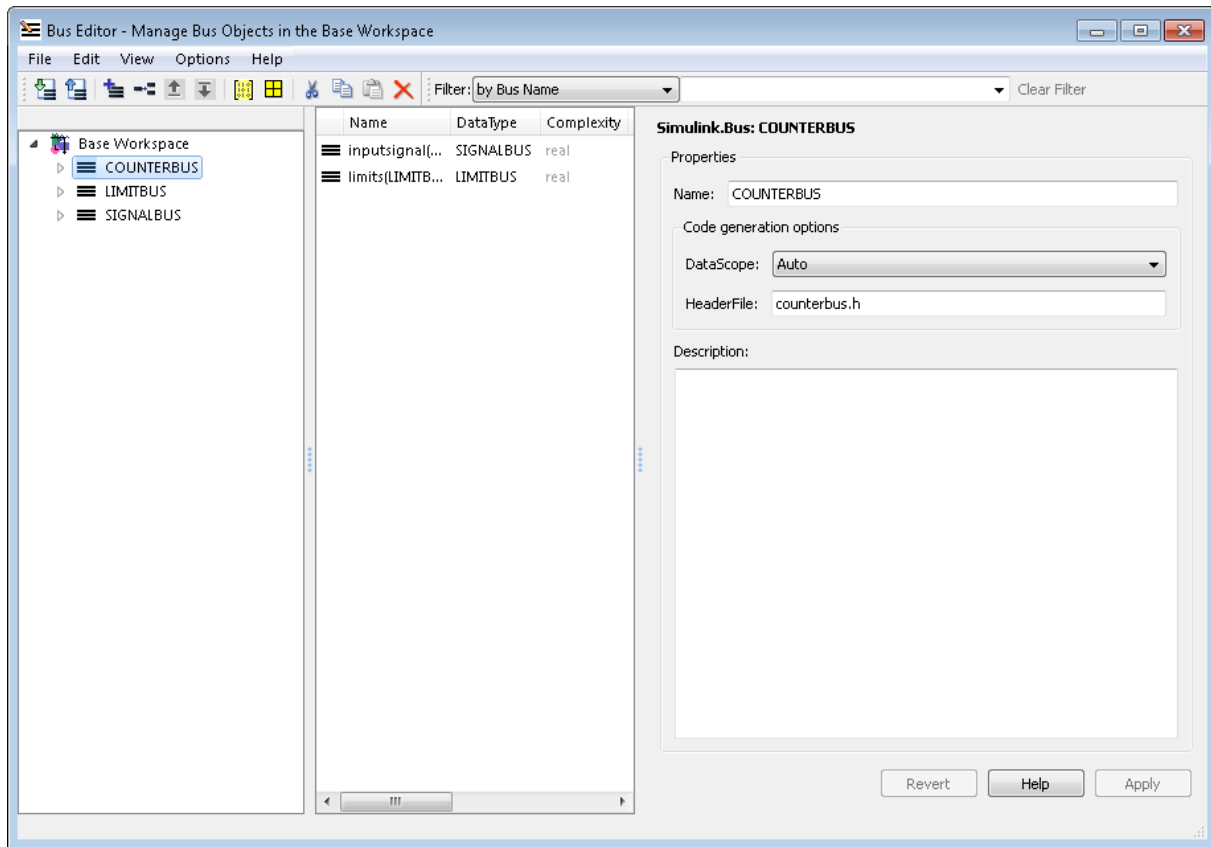 Bus Editor - Manage Bus Objects in the Base Workspace
File Edit View Options Help
Filter: by Bus Name Clear Filter
Base Workspace
COUNTERBUS
LIMITBUS
SIGNALBUS
Name DataType Complexity
inputsignal(... SIGNALBUS real
limits(LIMITB... LIMITBUS real
Simulink.Bus: COUNTERBUS
Properties
Name: COUNTERBUS
Code generation options
DataScope: Auto
HeaderFile: counterbus.h
Description:
Revert Help Apply